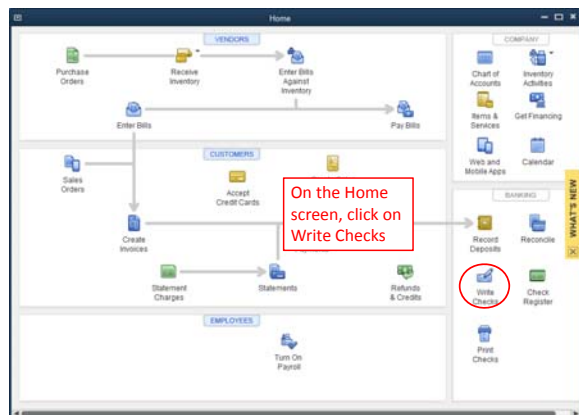 Home
VENDORS
COMPANY
Purchase
Orders
Receive
Inventory
Enter Bills
Against
Inventory
Chart of
Accounts
Inventory
Activities
Enter Bills
Pay Bills
Items &
Services
Get Financing
Web and
Mobile Apps
Calendar
CUSTOMERS
Sales
Orders
Accept
Credit Cards
On the Home
screen, click on
Write Checks
BANKING
WHAT'S NEW
Create
Invoices
Record
Deposits
Reconcile
Statement
Charges
Statements
Refunds
& Credits
Write
Checks
Check
Register
EMPLOYEES
Turn On
Payroll
Print
Checks